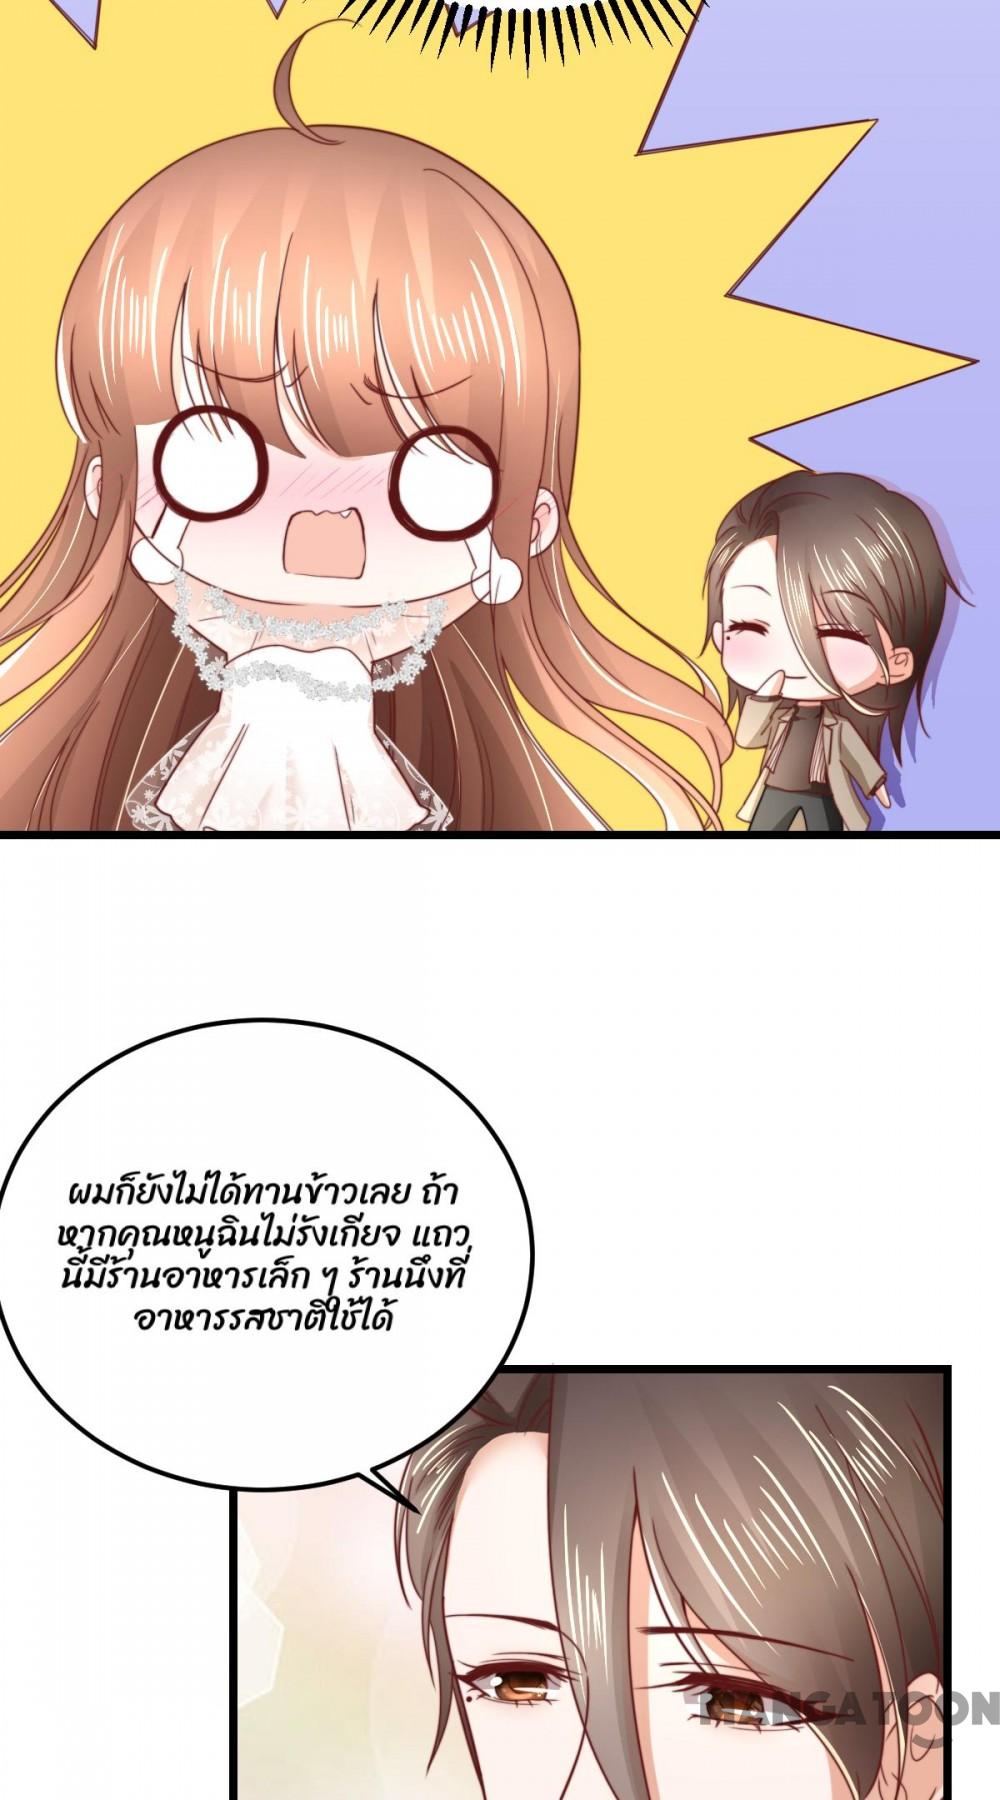 ผมก็ยังไม่ได้ทานข้าวเลย ถ้า
หากคุณหนูฉินไม่รังเกียจ แถว
นี้มีร้านอาหารเล็ก ๆ ร้านนึงที่
อาหารรสชาติใช้ได้
MANGATOON